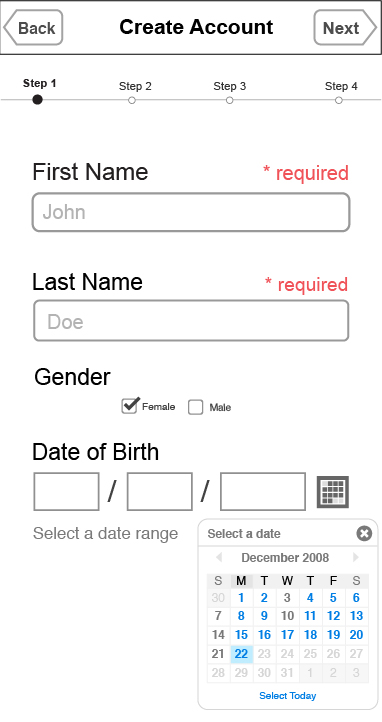 Back Create Account Next
Step 1 Step 2 Step 3 Step 4
First Name * required
John
Last Name * required
Doe
Gender
Female Male
Date of Birth
/ /
Select a date range
Select a date
December 2008
S M T W T F S
30 1 2 3 4 5 6
7 8 9 10 11 12 13
14 15 16 17 18 19 20
21 22 23 24 25 26 27
28 29 30 31 1 2 3
Select Today